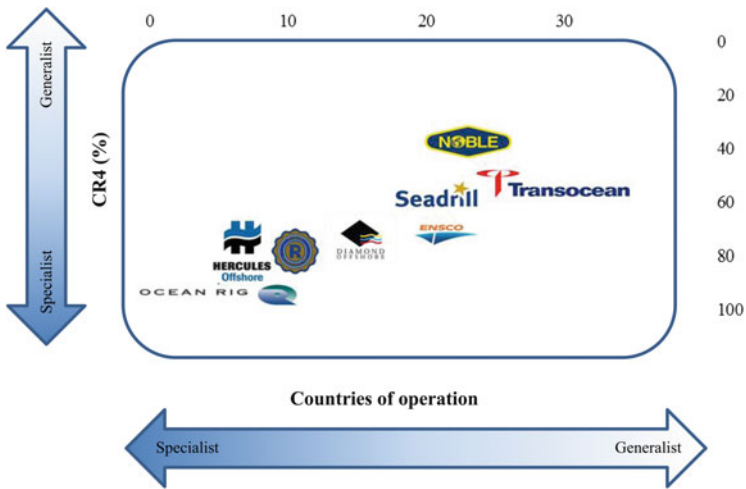 0 10 20 30
Generalist
CR4 (%)
Specialist
0
20
40
60
80
100
NOBLE
Transocean
Seadrill
ENSCO
DIAMOND
OFFSHORE
HERCULES
Offshore
R
OCEAN RIG
Countries of operation
Specialist Generalist